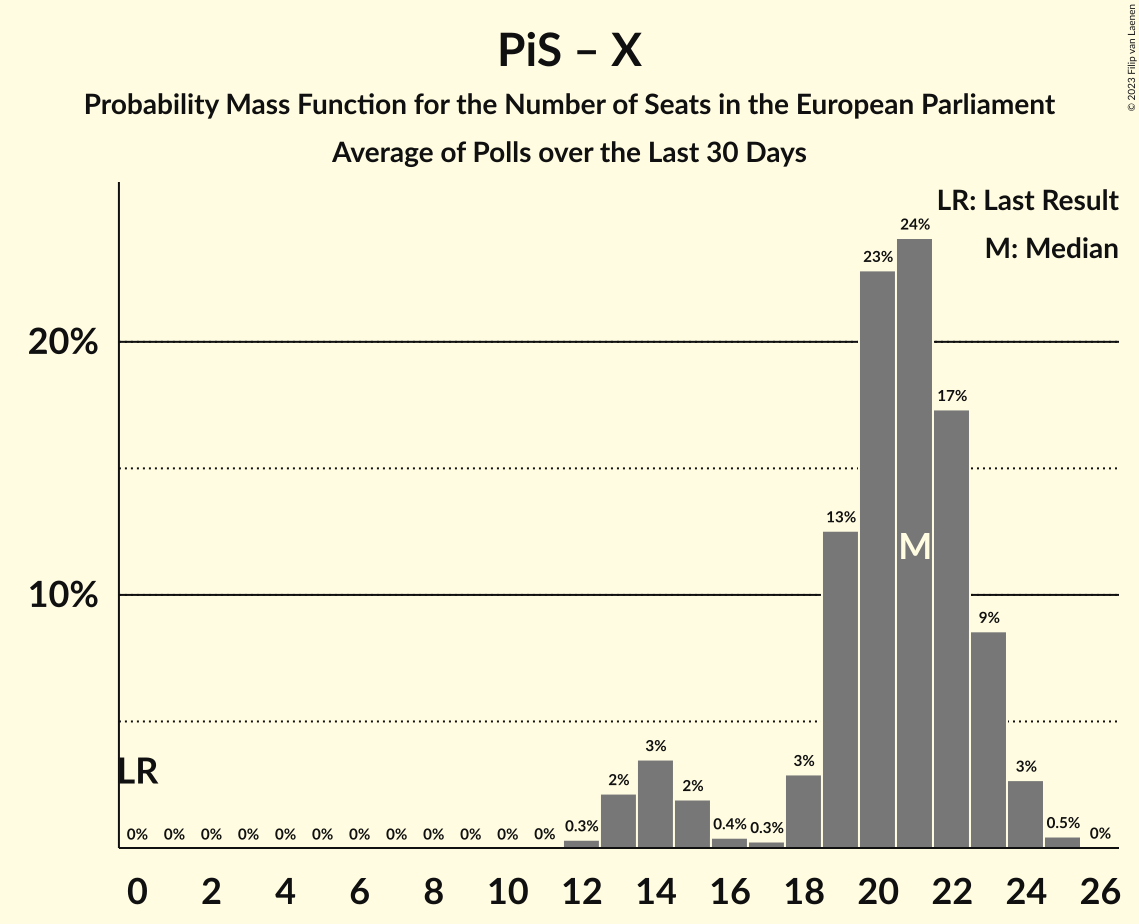 PiS – X
Probability Mass Function for the Number of Seats in the European Parliament
Average of Polls over the Last 30 Days
© 2023 Filip van Laenen
LR: Last Result
M: Median
20%
10%
LR
M
0% 0% 0% 0% 0% 0% 0% 0% 0% 0% 0% 0% 0.3% 2% 3% 2% 0.4% 0.3% 3% 13% 23% 24% 17% 9% 3% 0.5% 0%
0 2 4 6 8 10 12 14 16 18 20 22 24 26